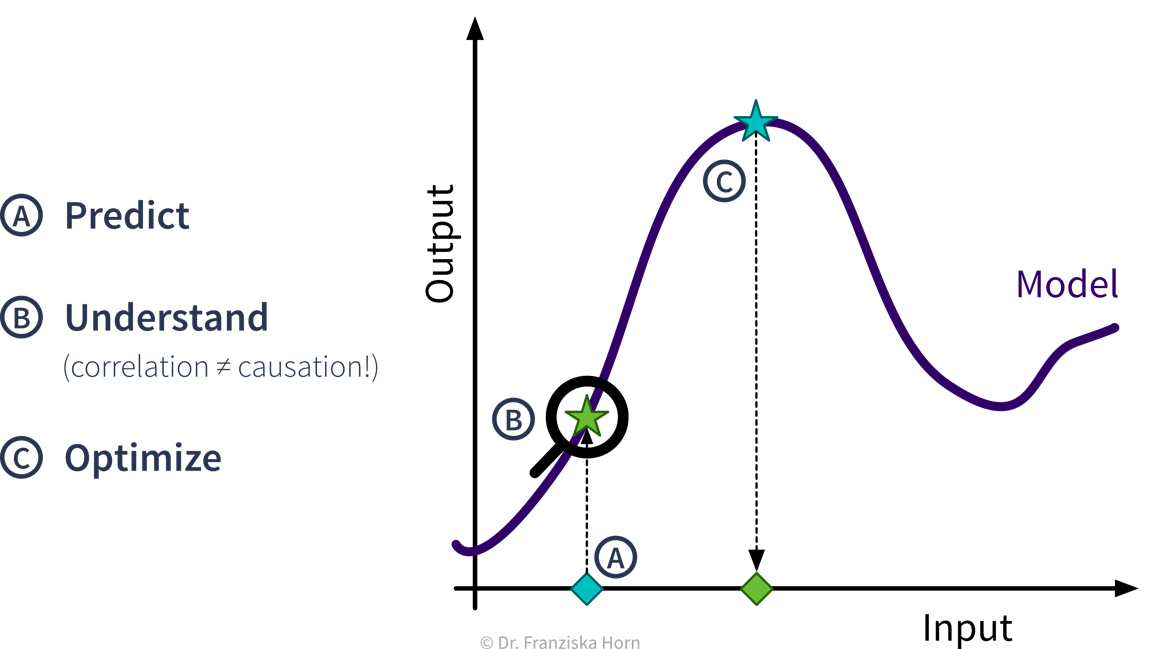 A Predict
B Understand
(correlation ≠ causation!)
C Optimize
Output
C
Model
B
A
Input
© Dr. Franziska Horn